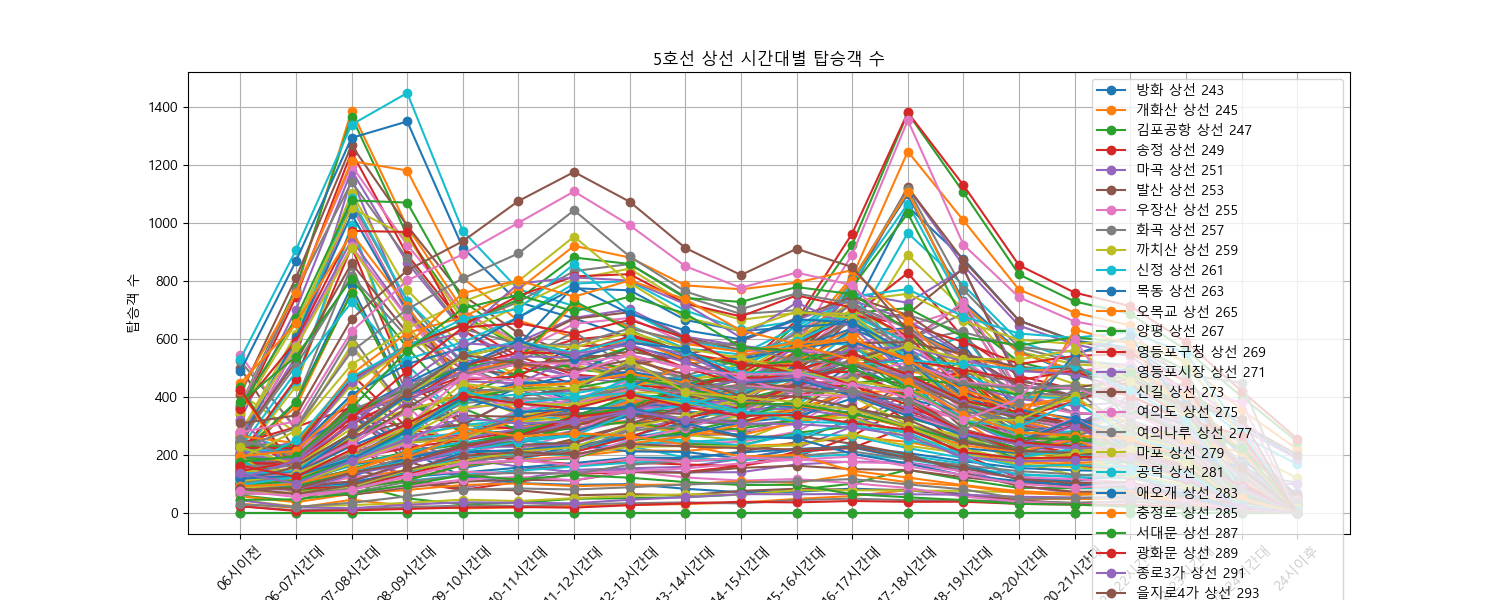 5호선 상선 시간대별 탑승객 수
탑승객 수
1400
1200
1000
800
600
400
200
0
06시이전
06-07시간대
07-08시간대
08-09시간대
09-10시간대
10-11시간대
11-12시간대
12-13시간대
13-14시간대
14-15시간대
15-16시간대
16-17시간대
17-18시간대
18-19시간대
19-20시간대
20-21시간대
24시이후
방화 상선 243
개화산 상선 245
김포공항 상선 247
송정 상선 249
마곡 상선 251
발산 상선 253
우장산 상선 255
화곡 상선 257
까치산 상선 259
신정 상선 261
목동 상선 263
오목교 상선 265
양평 상선 267
영등포구청 상선 269
영등포시장 상선 271
신길 상선 273
여의도 상선 275
여의나루 상선 277
마포 상선 279
공덕 상선 281
애오개 상선 283
충정로 상선 285
서대문 상선 287
광화문 상선 289
종로3가 상선 291
을지로4가 상선 293